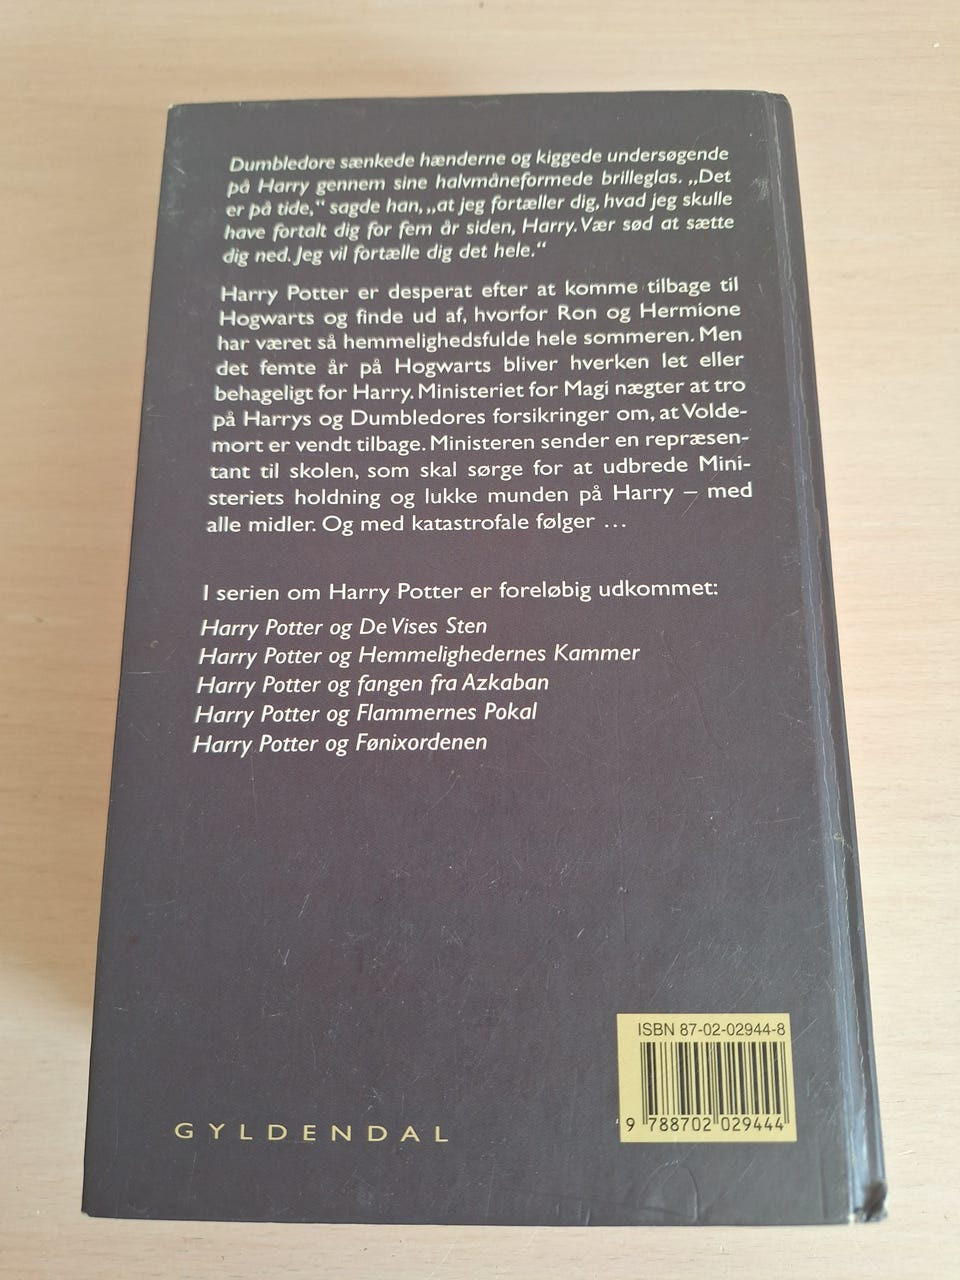 Dumbledore sænkede hænderne og kiggede undersøgende
på Harry gennem sine halvmåneformede brilleglas. „Det
er på tide,“ sagde han, „at jeg fortæller dig, hvad jeg skulle
have fortalt dig for fem år siden, Harry. Vær sød at sætte
dig ned. Jeg vil fortælle dig det hele.“
Harry Potter er desperat efter at komme tilbage til
Hogwarts og finde ud af, hvorfor Ron og Hermione
har været så hemmelighedsfulde hele sommeren. Men
det femte år på Hogwarts bliver hverken let eller
behageligt for Harry. Ministeriet for Magi nægter at tro
på Harrys og Dumbledores forsikringer om, at Volde-
mort er vendt tilbage. Ministeren sender en repræsen-
tant til skolen, som skal sørge for at udbrede Mini-
steriets holdning og lukke munden på Harry – med
alle midler. Og med katastrofale følger ...
I serien om Harry Potter er foreløbig udkommet:
Harry Potter og De Vises Sten
Harry Potter og Hemmelighedernes Kammer
Harry Potter og fangen fra Azkaban
Harry Potter og Flammernes Pokal
Harry Potter og Fønixordenen
ISBN 87-02-02944-8
9 788702 029444
GYLDENDAL